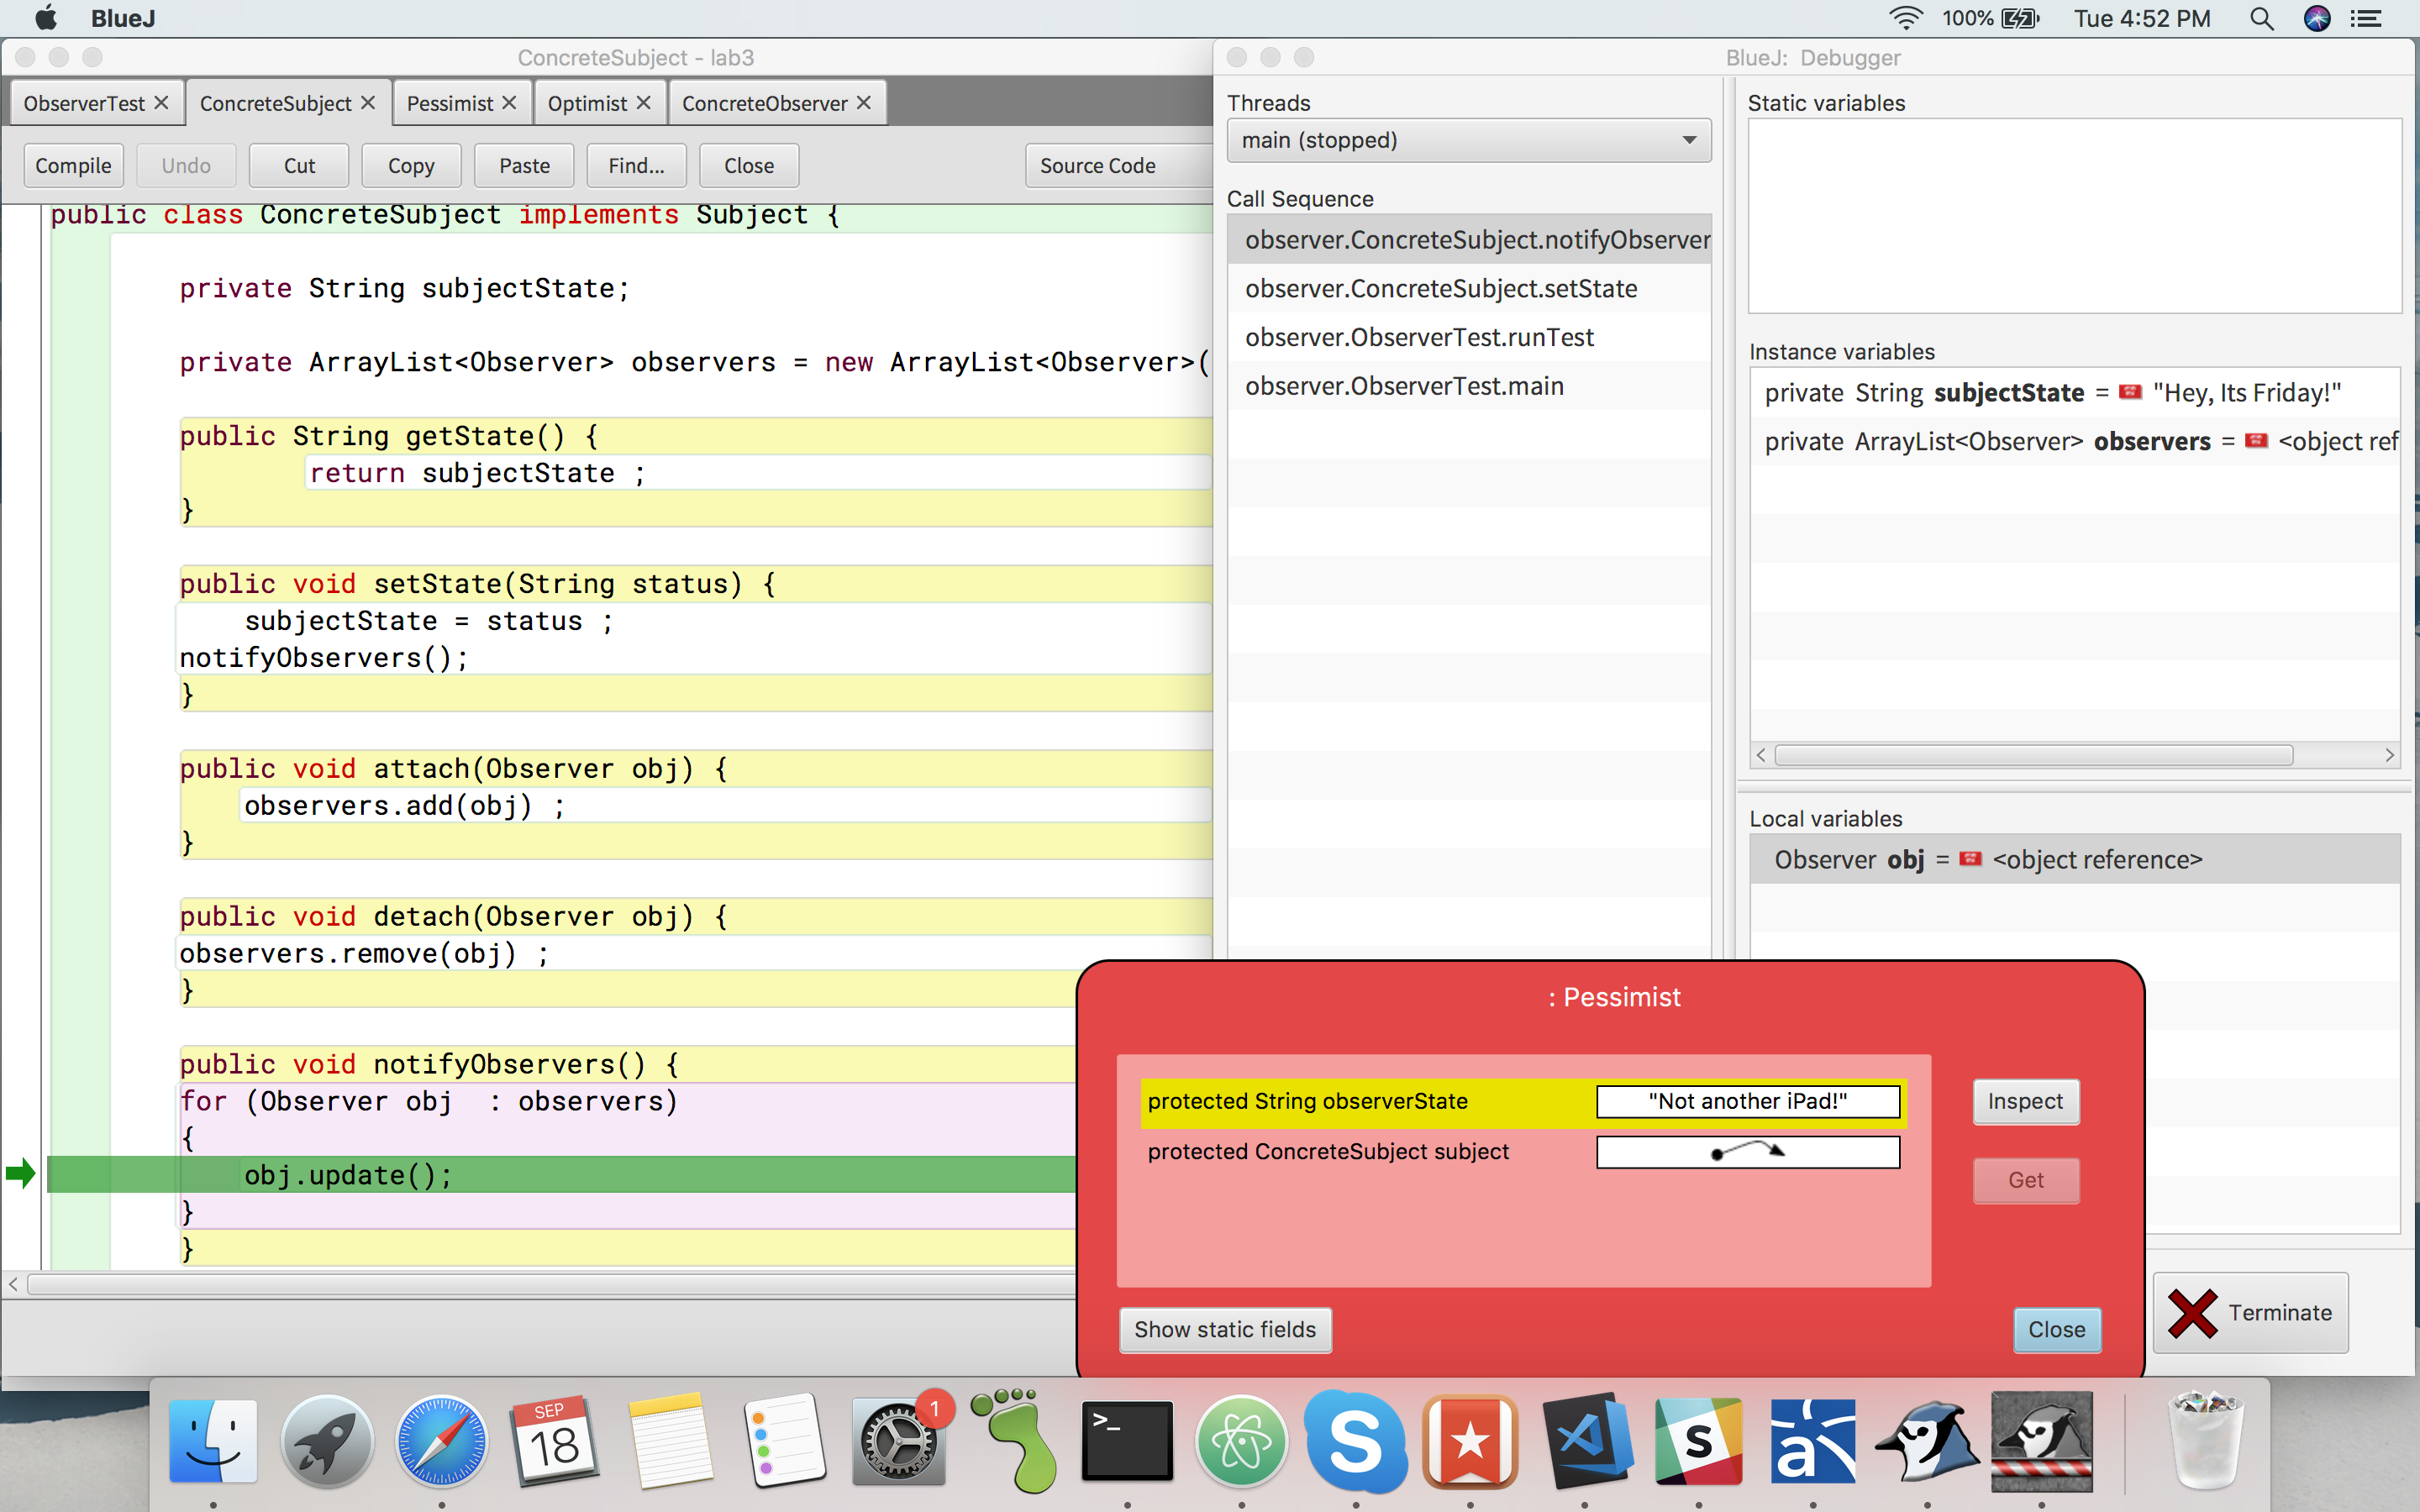 BlueJ
100%
Tue 4:52 PM
ConcreteSubject - lab3
ObserverTest
ConcreteSubject
Pessimist
Optimist
ConcreteObserver
Compile
Undo
Cut
Copy
Paste
Find...
Close
Source Code
public class ConcreteSubject implements Subject {
private String subjectState;
private ArrayList<Observer> observers = new ArrayList<Observer>(
public String getState() {
return subjectState ;
}
public void setState(String status) {
subjectState = status ;
notifyObservers();
}
public void attach(Observer obj) {
observers.add(obj) ;
}
public void detach(Observer obj) {
observers.remove(obj) ;
}
public void notifyObservers() {
for (Observer obj  : observers)
{
obj.update();
}
}
BlueJ:  Debugger
Threads
main (stopped)
Call Sequence
observer.ConcreteSubject.notifyObserver
observer.ConcreteSubject.setState
observer.ObserverTest.runTest
observer.ObserverTest.main
Static variables
Instance variables
private String subjectState = "Hey, Its Friday!"
private ArrayList<Observer> observers = <object ref
Local variables
Observer obj = <object reference>
: Pessimist
protected String observerState
"Not another iPad!"
protected ConcreteSubject subject
Inspect
Get
Show static fields
Close
Terminate
SEP
18
1
>_
S
S
a